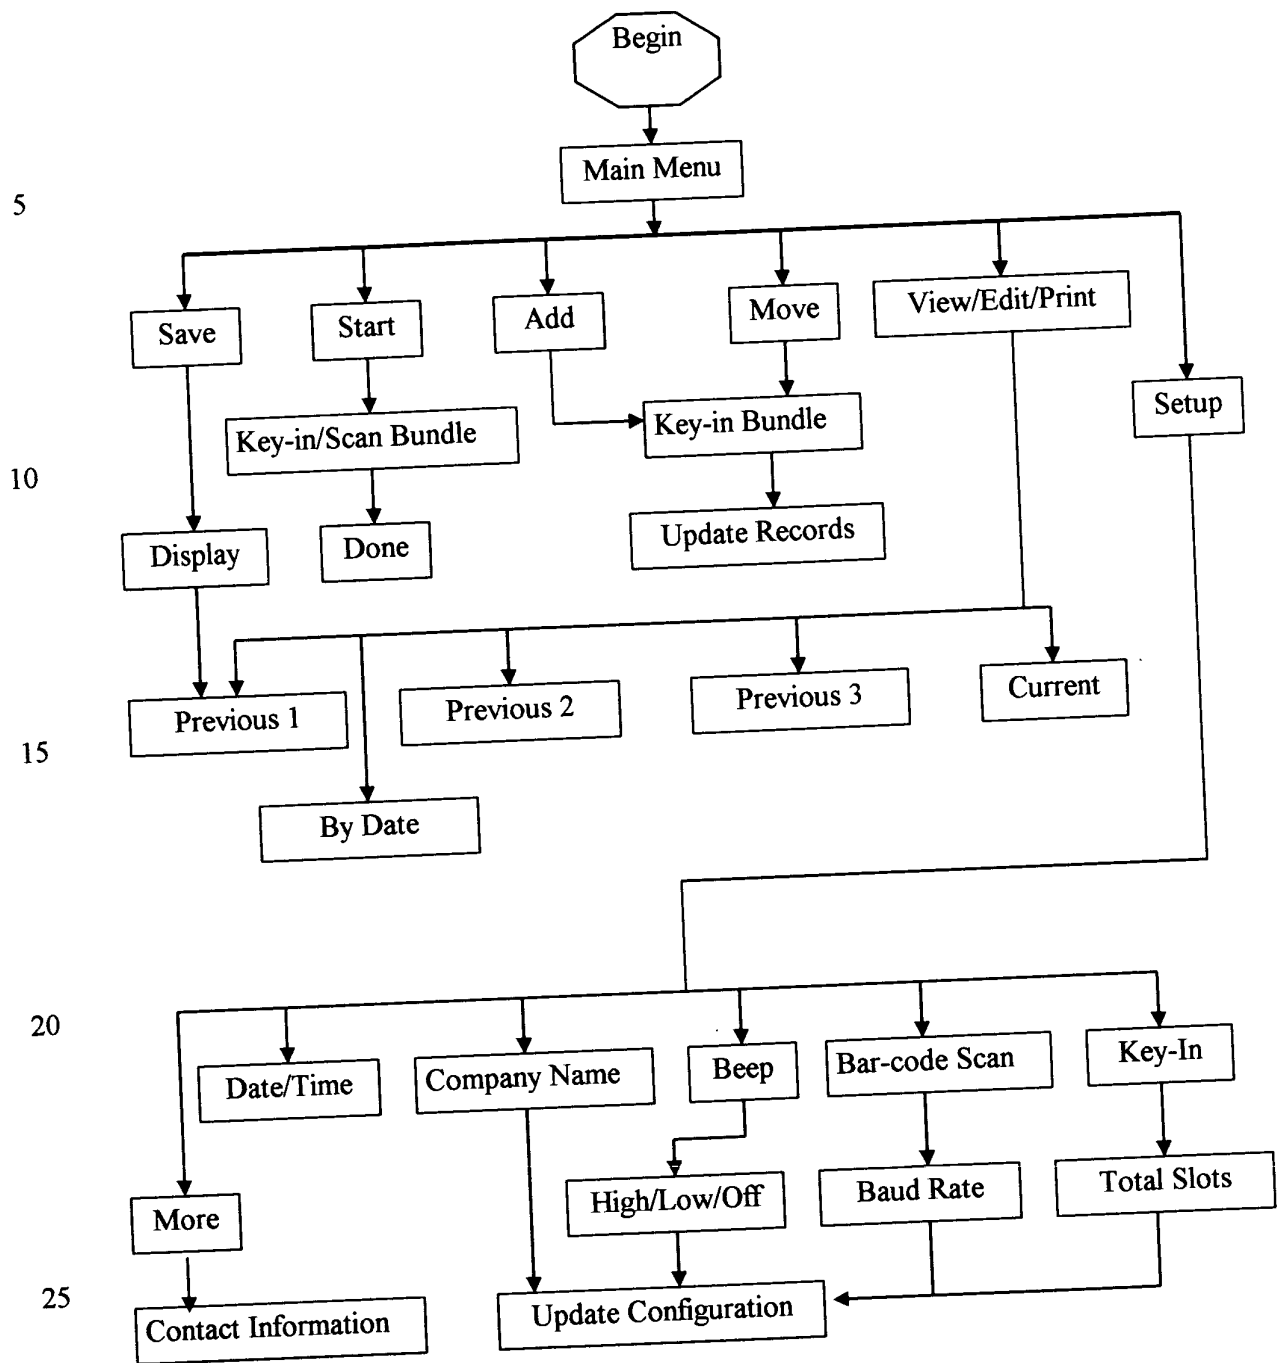 Begin
Main Menu
5
Save
Start
Add
Move
View/Edit/Print
Setup
Key-in/Scan Bundle
Key-in Bundle
10
Display
Done
Update Records
Previous 1
Previous 2
Previous 3
Current
15
By Date
20
Date/Time
Company Name
Beep
Bar-code Scan
Key-In
More
High/Low/Off
Baud Rate
Total Slots
25
Contact Information
Update Configuration